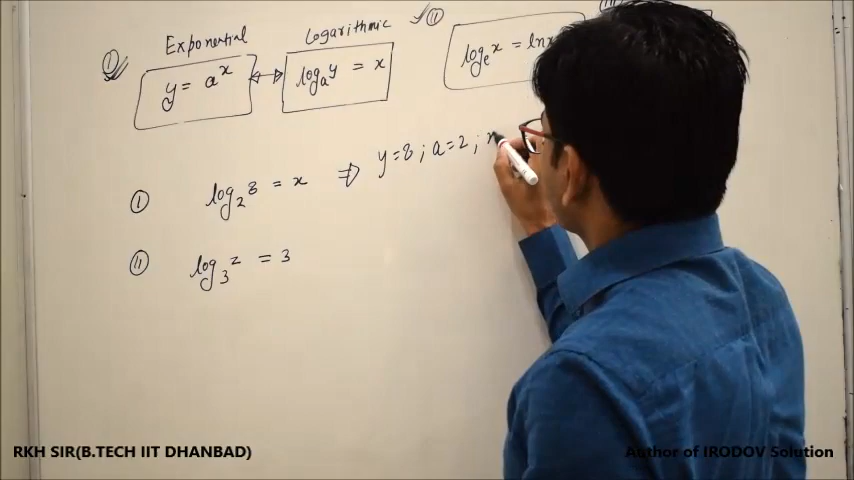 Exponential Logarithmic
I y = a^x ↔ log_a y = x
II log_e x = ln x
I log_2 8 = x ⇒ y=8 ; a=2 ;
II log_3 z = 3
RKH SIR(B.TECH IIT DHANBAD) Author of IRODOV Solution